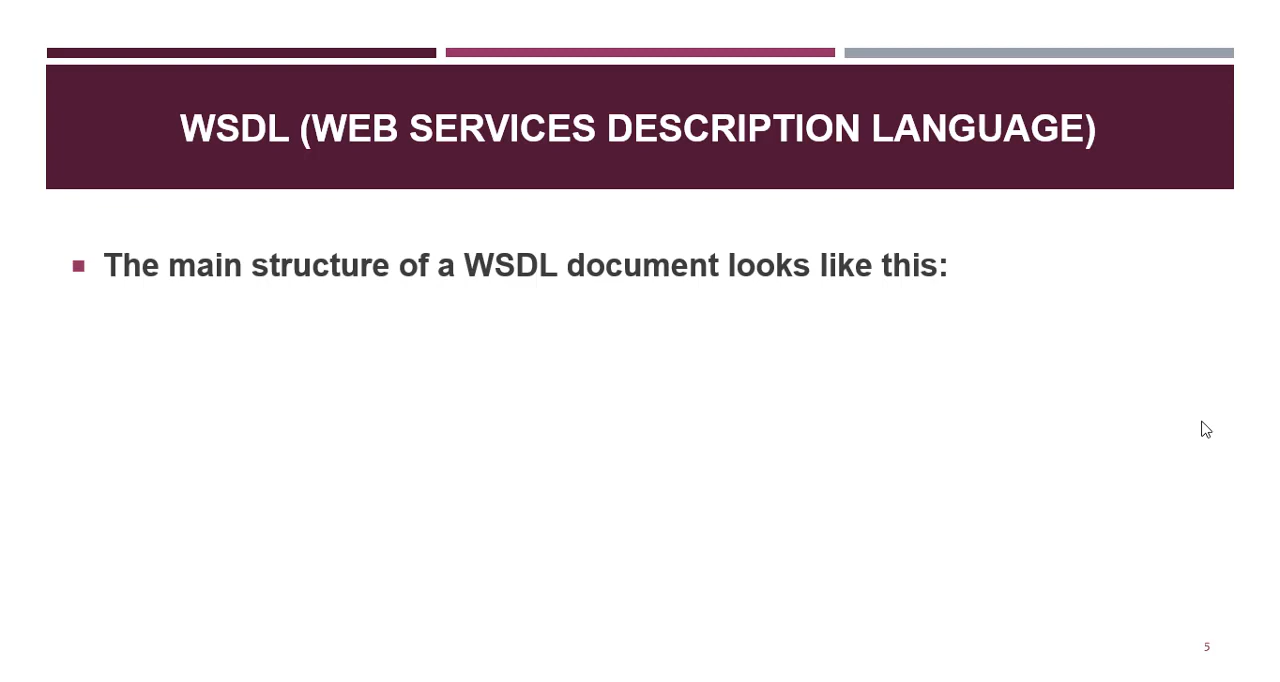 WSDL (WEB SERVICES DESCRIPTION LANGUAGE)
The main structure of a WSDL document looks like this:
5